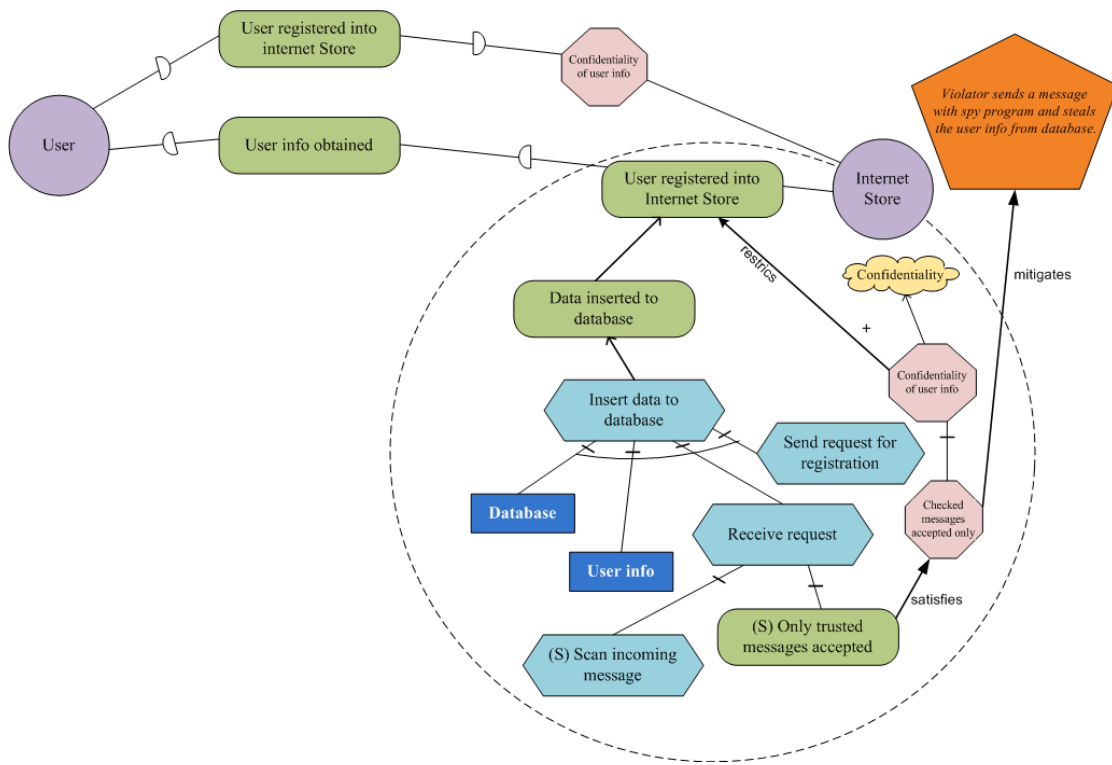 User registered into
internet Store
Confidentiality
of user info
Violator sends a message
with spy program and steals
the user info from database.
User
User info obtained
User registered into
Internet Store
Internet
Store
restrics
Confidentiality
mitigates
Data inserted to
database
+
Confidentiality
of user info
Insert data to
database
Send request for
registration
Database
Checked
messages
accepted only
Receive request
User info
satisfies
(S) Only trusted
messages accepted
(S) Scan incoming
message